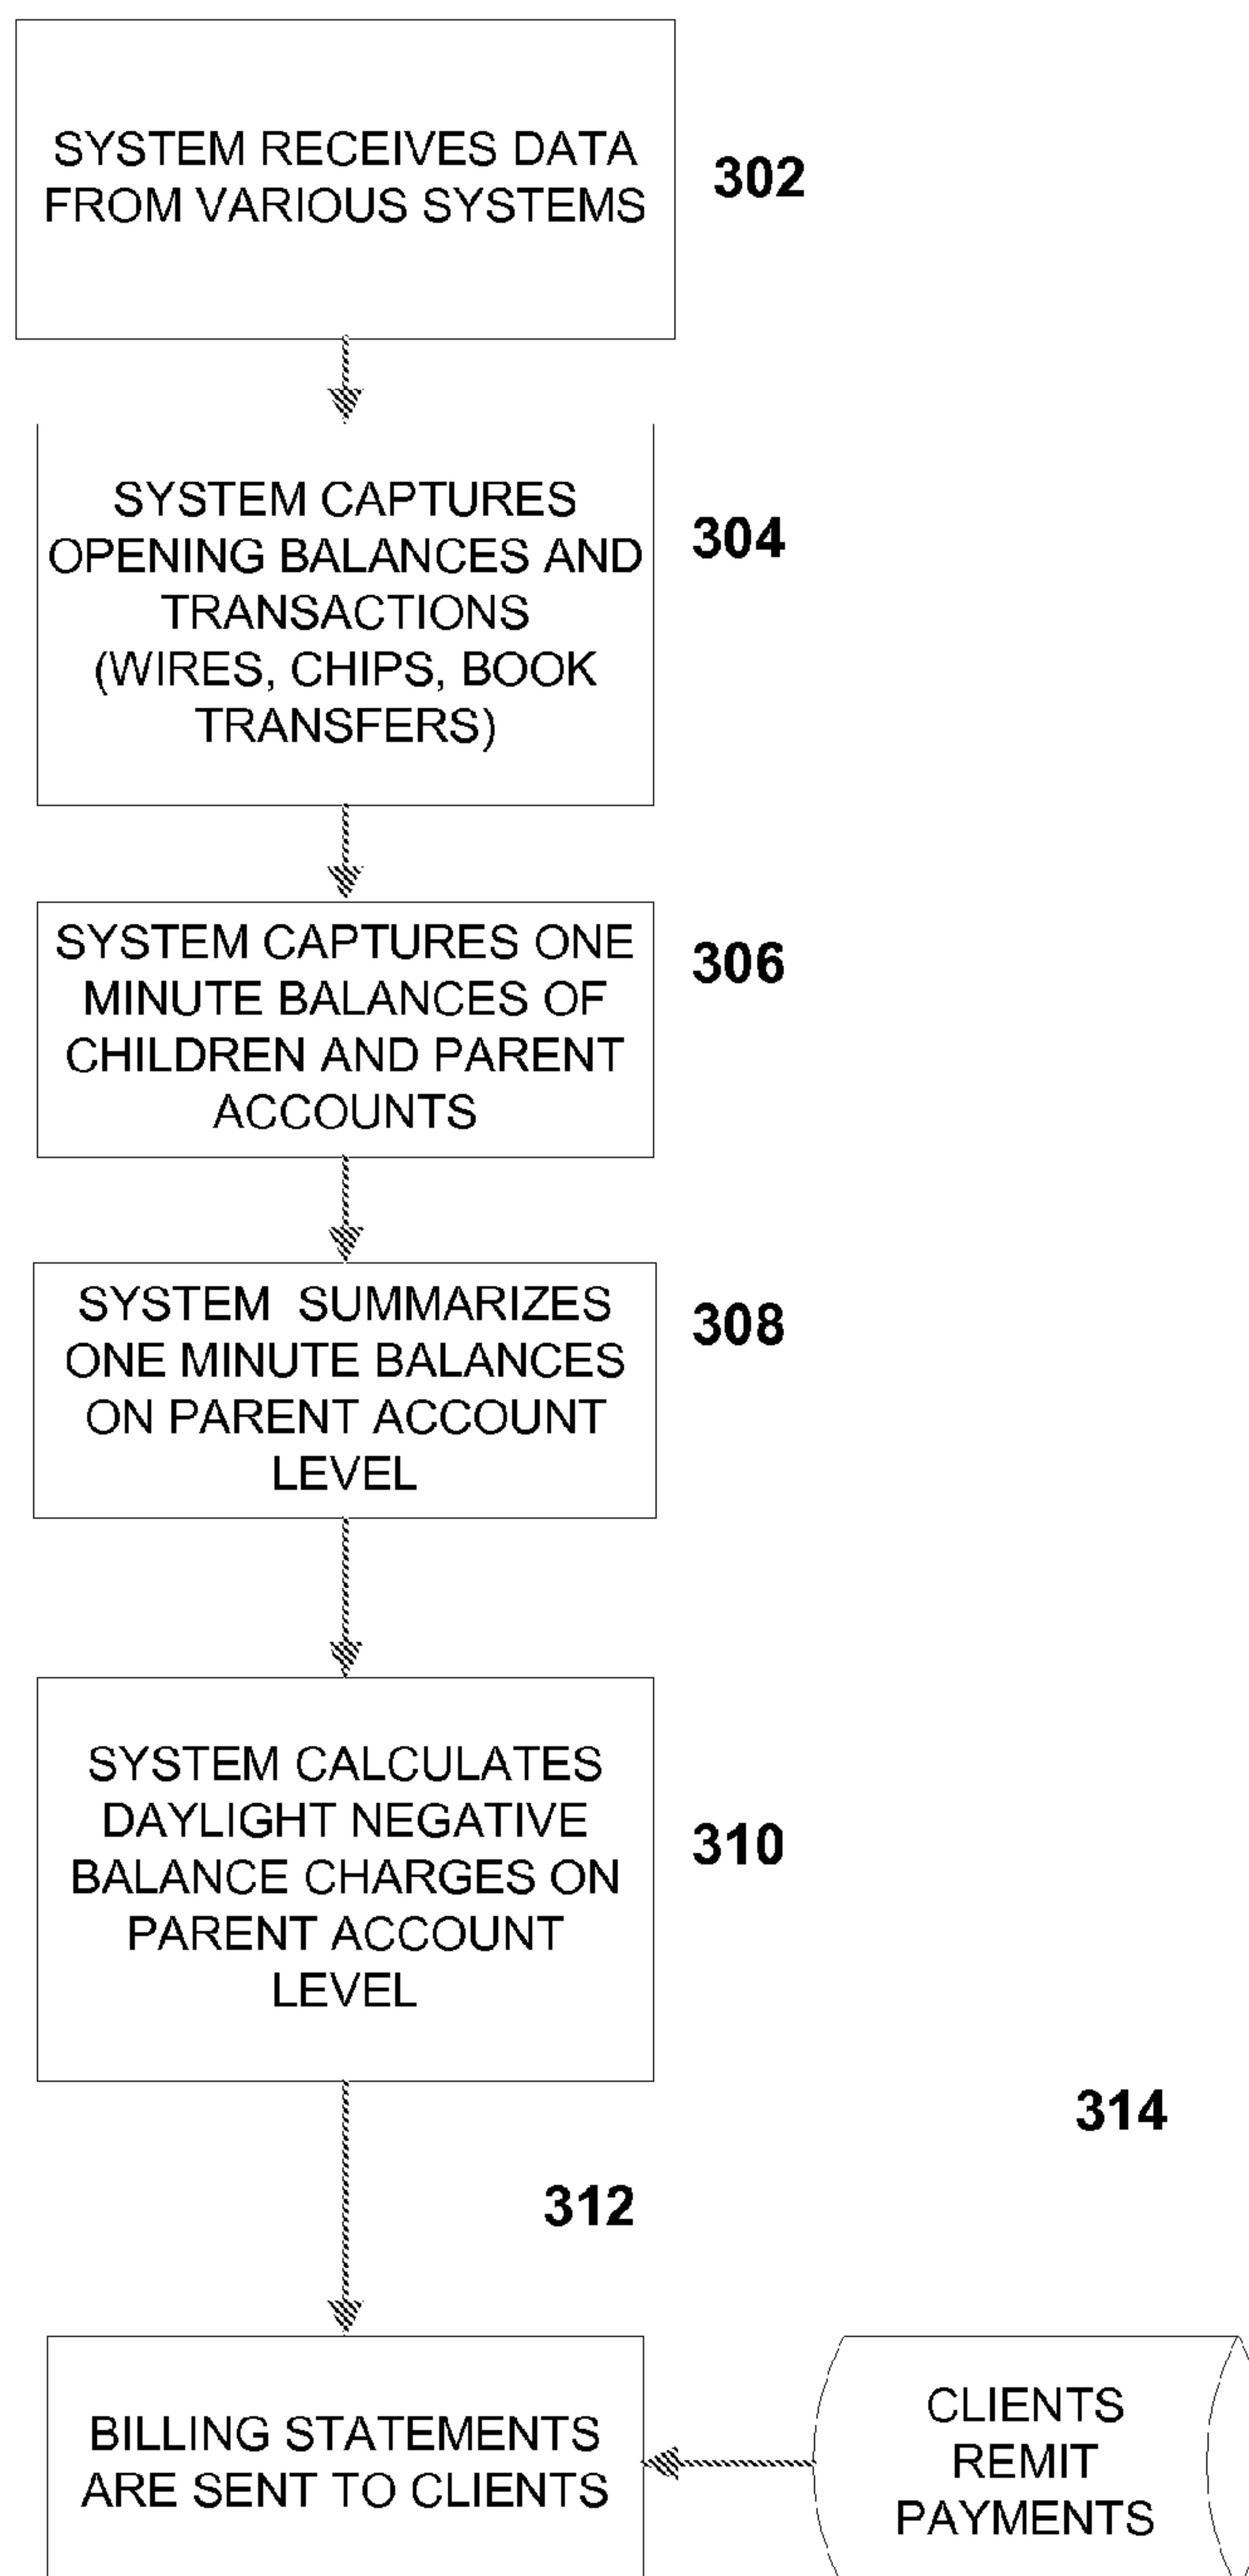 SYSTEM RECEIVES DATA
FROM VARIOUS SYSTEMS
302
SYSTEM CAPTURES
OPENING BALANCES AND
TRANSACTIONS
(WIRES, CHIPS, BOOK
TRANSFERS)
304
SYSTEM CAPTURES ONE
MINUTE BALANCES OF
CHILDREN AND PARENT
ACCOUNTS
306
SYSTEM SUMMARIZES
ONE MINUTE BALANCES
ON PARENT ACCOUNT
LEVEL
308
SYSTEM CALCULATES
DAYLIGHT NEGATIVE
BALANCE CHARGES ON
PARENT ACCOUNT
LEVEL
310
314
312
BILLING STATEMENTS
ARE SENT TO CLIENTS
CLIENTS
REMIT
PAYMENTS